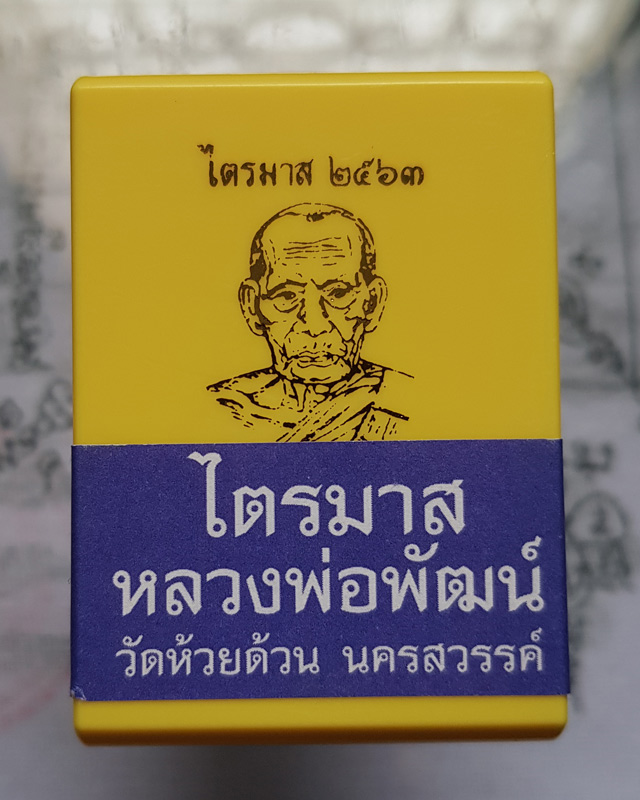 ไตรมาส ๒๕๖๓
ไตรมาส
หลวงพ่อพัฒน์
วัดห้วยด้วน นครสวรรค์